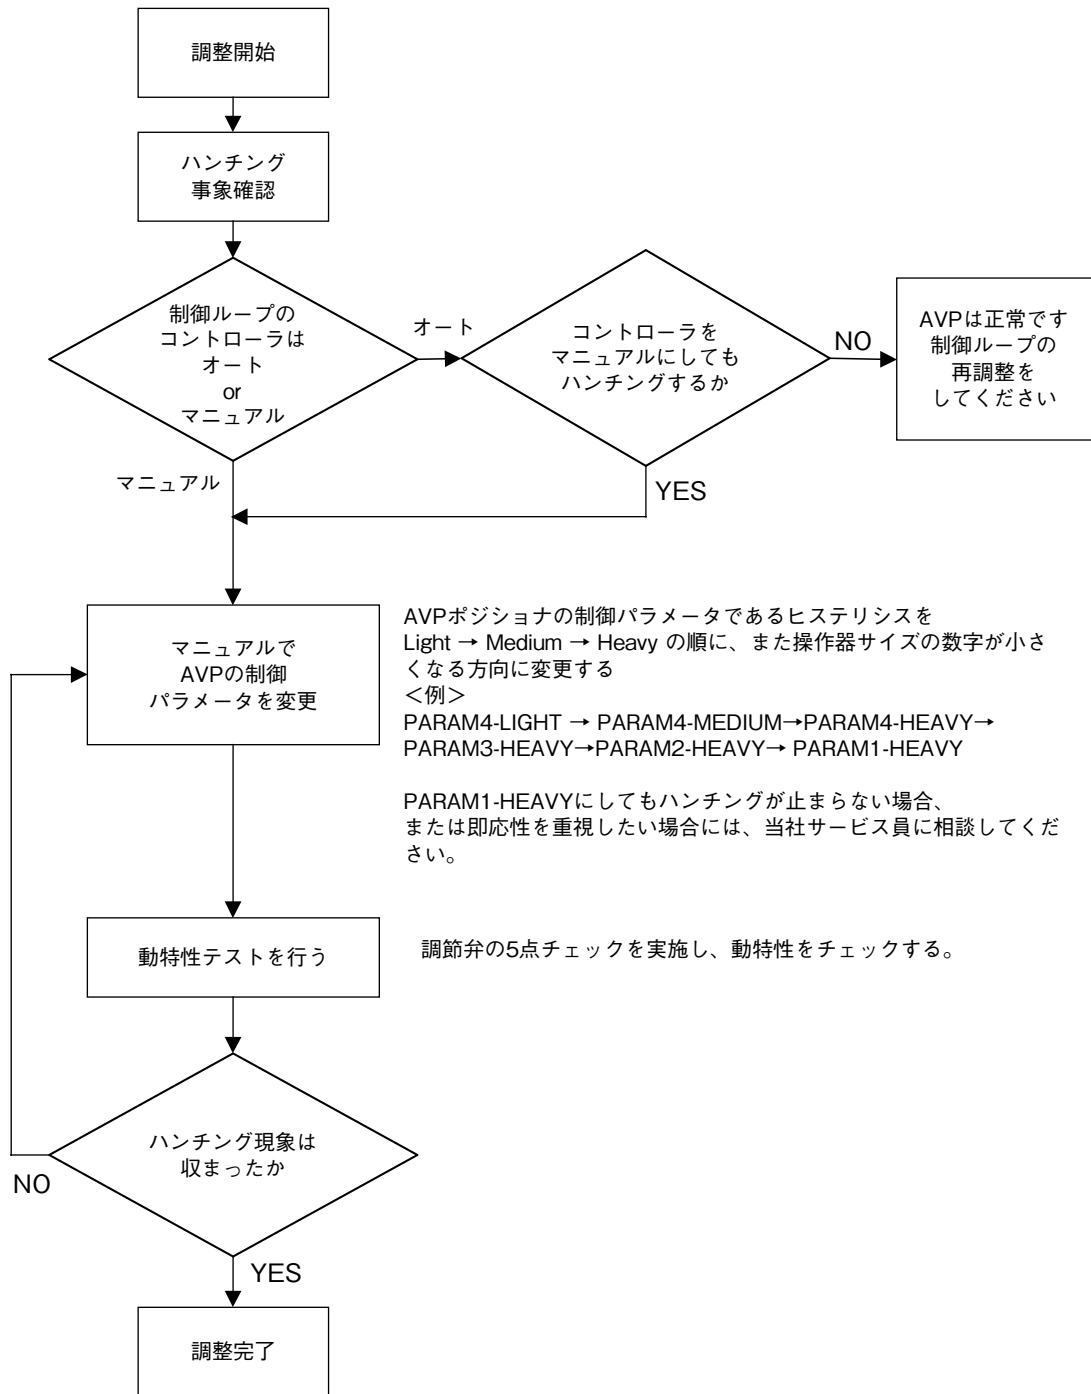 調整開始
ハンチング
事象確認
制御ループの
コントローラは
オート
or
マニュアル
オート
コントローラを
マニュアルにしても
ハンチングするか
NO
AVPは正常です
制御ループの
再調整を
してください
マニュアル
YES
マニュアルで
AVPの制御
パラメータを変更
AVPポジショナの制御パラメータであるヒステリシスを
Light → Medium → Heavy の順に、また操作器サイズの数字が小さ
くなる方向に変更する
＜例＞
PARAM4-LIGHT → PARAM4-MEDIUM→PARAM4-HEAVY→
PARAM3-HEAVY→PARAM2-HEAVY→ PARAM1-HEAVY
PARAM1-HEAVYにしてもハンチングが止まらない場合、
または即応性を重視したい場合には、当社サービス員に相談してくだ
さい。
動特性テストを行う
調節弁の5点チェックを実施し、動特性をチェックする。
ハンチング現象は
収まったか
NO
YES
調整完了